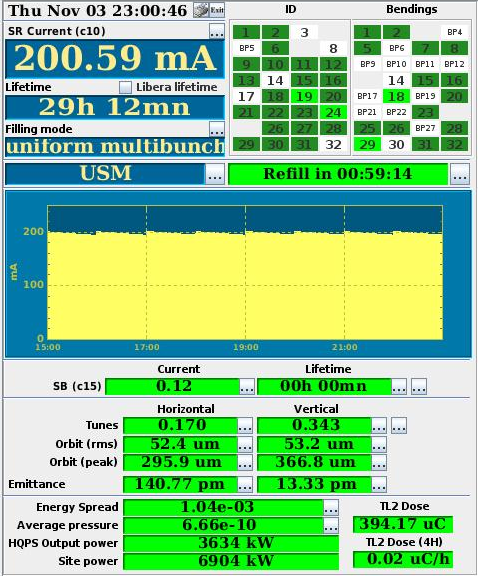 Thu Nov 03 23:00:46 Exit
SR Current (c10) ...
200.59 mA
Lifetime Libera lifetime
29h 12mn
Filling mode ...
uniform multibunch
USM ... Refill in 00:59:14 ...
ID
1 2 3
BP5 6 8
9 10 11 12
13 14 15 16
17 18 19 20
21 22 23 24
26 27 28
29 30 31 32
Bendings
1 2 BP4
5 BP6 7 8
BP9 BP10 BP11 BP12
14 15 16
BP17 18 BP19 20
BP21 BP22 23
25 26 BP27 28
29 30 31 32
200
mA
100
0
15:00 17:00 19:00 21:00
Current Lifetime
SB (c15) 0.12 ... 00h 00mn ... ...
Horizontal Vertical
Tunes 0.170 ... 0.343 ... ...
Orbit (rms) 52.4 um ... 53.2 um ...
Orbit (peak) 295.9 um ... 366.8 um ...
Emittance 140.77 pm ... 13.33 pm ...
Energy Spread 1.04e-03 ... TL2 Dose
Average pressure 6.66e-10 ... 394.17 uC
HQPS Output power 3634 kW TL2 Dose (4H)
Site power 6904 kW 0.02 uC/h